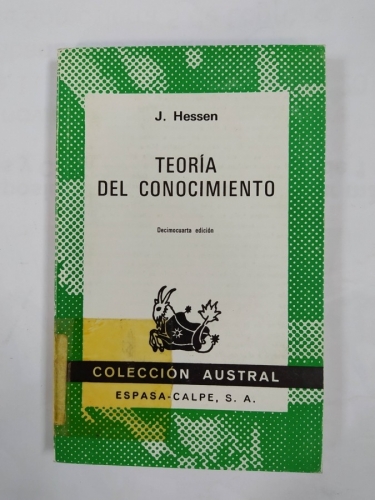 J. Hessen
TEORÍA
DEL CONOCIMIENTO
Decimocuarta edición
COLECCIÓN AUSTRAL
ESPASA-CALPE, S. A.